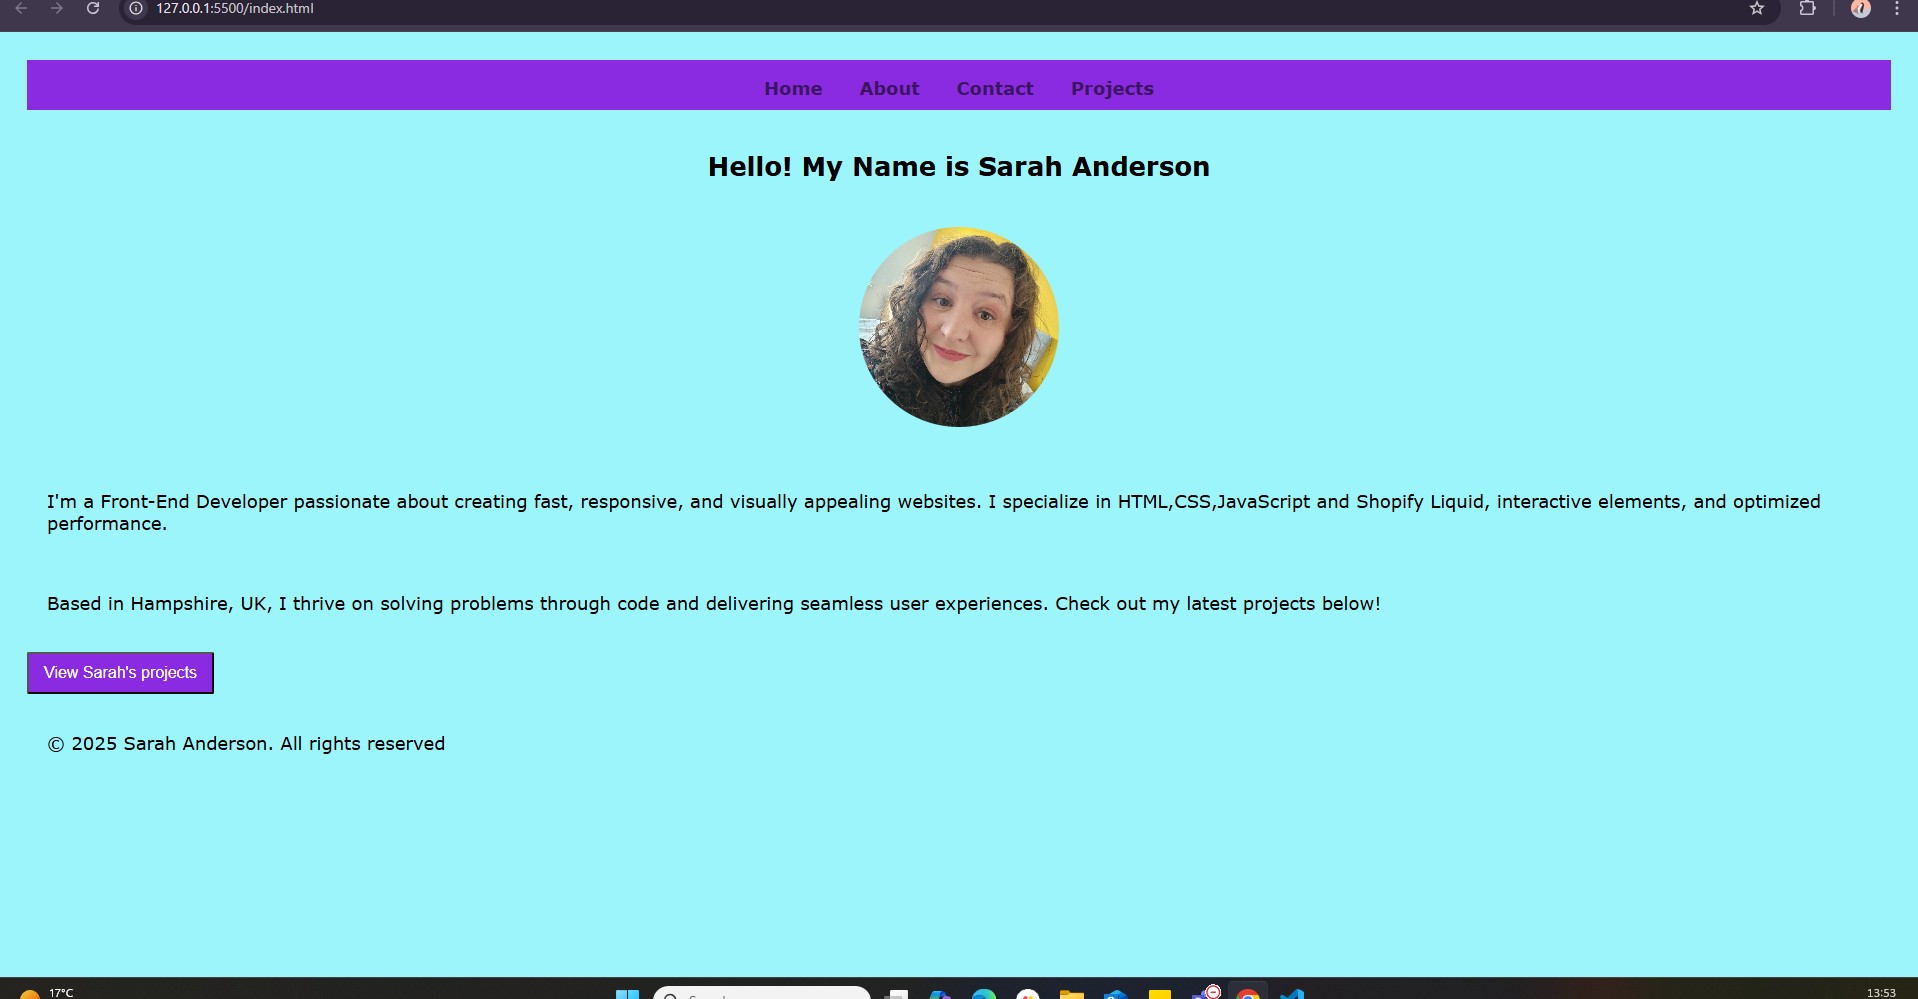 127.0.0.1:5500/index.html
Home About Contact Projects
Hello! My Name is Sarah Anderson
I'm a Front-End Developer passionate about creating fast, responsive, and visually appealing websites. I specialize in HTML,CSS,JavaScript and Shopify Liquid, interactive elements, and optimized
performance.
Based in Hampshire, UK, I thrive on solving problems through code and delivering seamless user experiences. Check out my latest projects below!
View Sarah's projects
© 2025 Sarah Anderson. All rights reserved
17°C
13:53